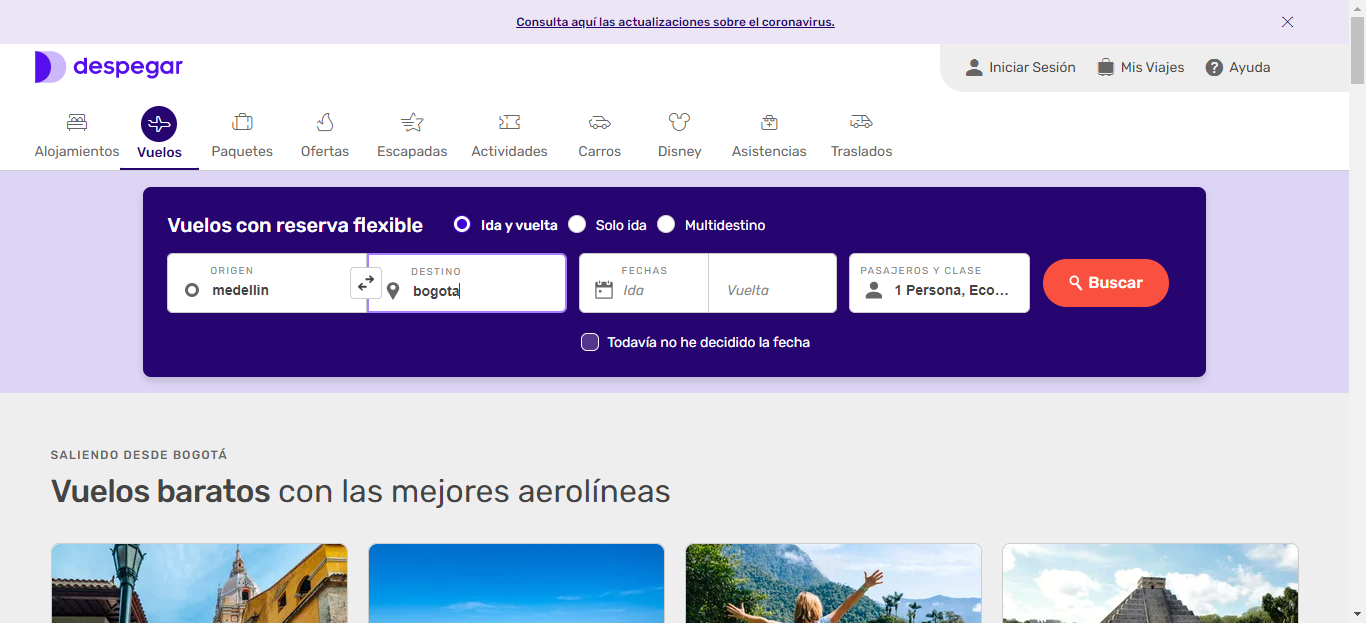 Consulta aquí las actualizaciones sobre el coronavirus.
despegar
Iniciar Sesión Mis Viajes Ayuda
Alojamientos Vuelos Paquetes Ofertas Escapadas Actividades Carros Disney Asistencias Traslados
Vuelos con reserva flexible Ida y vuelta Solo ida Multidestino
ORIGEN DESTINO FECHAS PASAJEROS Y CLASE
medellin bogota Ida Vuelta 1 Persona, Eco... Buscar
Todavía no he decidido la fecha
SALIENDO DESDE BOGOTÁ
Vuelos baratos con las mejores aerolíneas